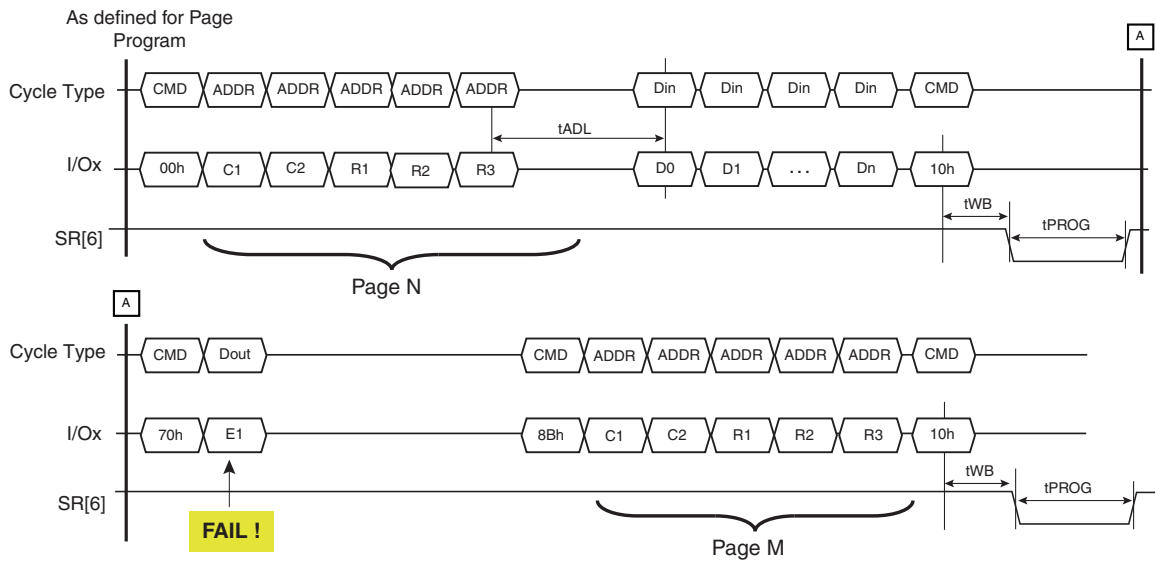 As defined for Page
Program
A
Cycle Type CMD ADDR ADDR ADDR ADDR ADDR Din Din Din Din CMD
tADL
I/Ox 00h C1 C2 R1 R2 R3 D0 D1 ... Dn 10h
tWB
tPROG
SR[6]
Page N
A
Cycle Type CMD Dout CMD ADDR ADDR ADDR ADDR ADDR CMD
I/Ox 70h E1 8Bh C1 C2 R1 R2 R3 10h
tWB
tPROG
SR[6]
FAIL !
Page M